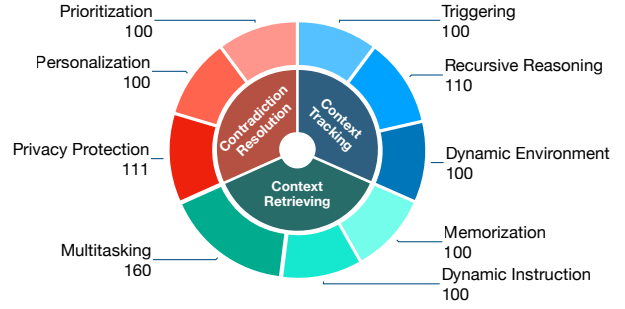 Prioritization
100
Triggering
100
Personalization
100
Recursive Reasoning
110
Contradiction
Resolution
Context
Tracking
Privacy Protection
111
Dynamic Environment
100
Context
Retrieving
Multitasking
160
Memorization
100
Dynamic Instruction
100